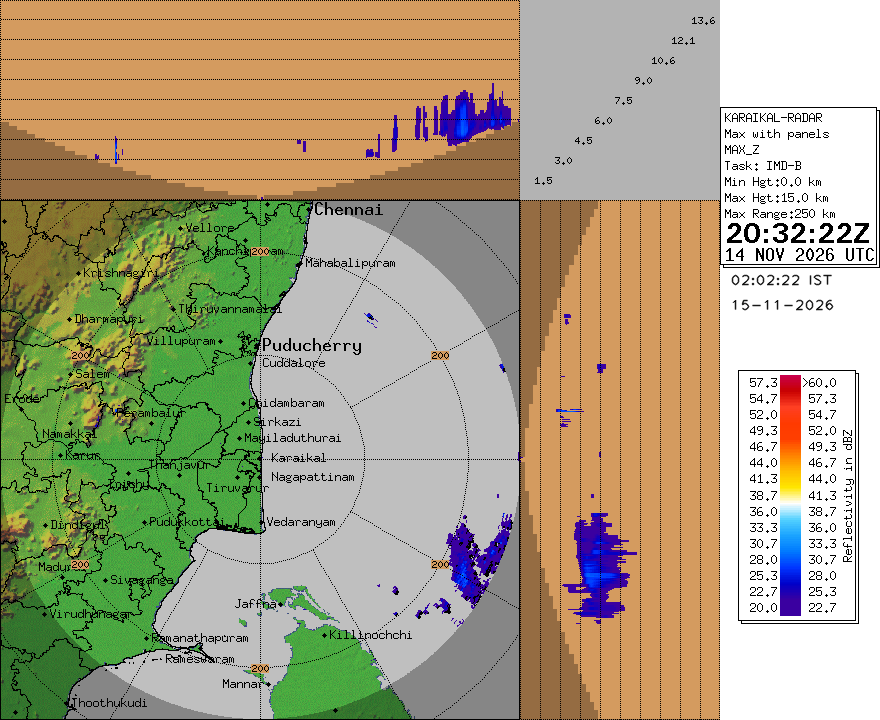 13.6
12.1
10.6
9.0
7.5
6.0
4.5
3.0
1.5
KARAIKAL-RADAR
Max with panels
MAX_Z
Task: IMD-B
Min Hgt:0.0 km
Max Hgt:15.0 km
Max Range:250 km
20:32:22Z
14 NOV 2026 UTC
02:02:22 IST
15-11-2026
Chennai
Vellore
200
Mahabalipuram
Krishnagiri
Thiruvannamalai
Dharmapuri
Villupuram
Puducherry
200
200
Cuddalore
Salem
Erode
Chidambaram
Perambalur
Sirkazi
Namakkal
Mayiladuthurai
Karur
Karaikal
Thanjavur
Nagapattinam
Tiruvarur
Dindigul
Pudukkottai
Vedaranyam
200
200
Sivaganga
Jaffna
Virudhunagar
Killinochchi
Ramanathapuram
Rameswaram
200
Mannar
Thoothukudi
57.3 >60.0
54.7 57.3
52.0 54.7
49.3 52.0
46.7 49.3
44.0 46.7
41.3 44.0
38.7 41.3
36.0 38.7
33.3 36.0
30.7 33.3
28.0 30.7
25.3 28.0
22.7 25.3
20.0 22.7
Reflectivity in dBZ